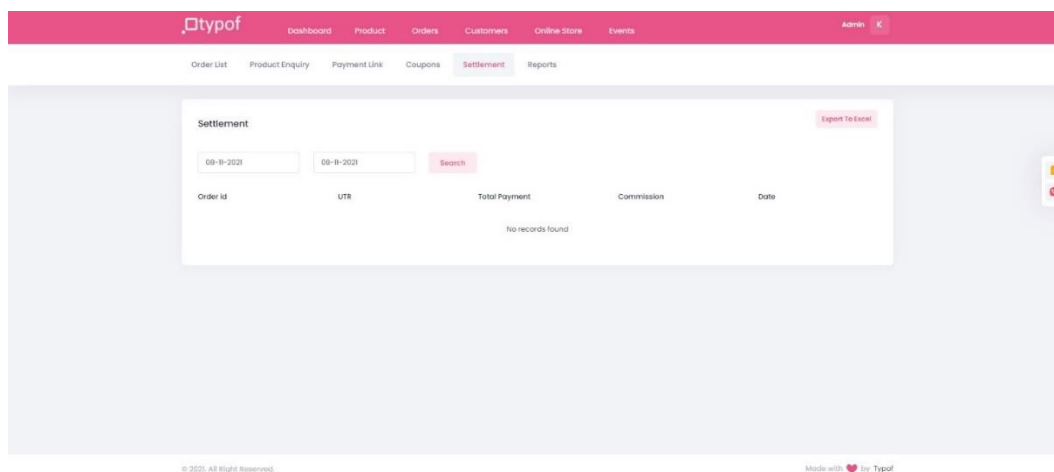 typof
Dashboard Product Orders Customers Online Store Events
Admin K
Order List Product Enquiry Payment Link Coupons Settlement Reports
Settlement
Export To Excel
09-11-2021 09-11-2021 Search
Order id UTR Total Payment Commission Date
No records found
© 2021. All Right Reserved.
Made with by Typof